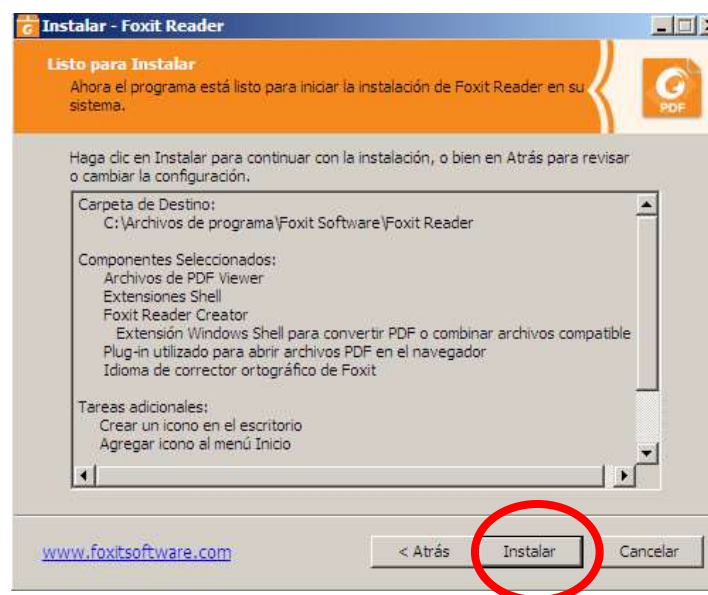 Instalar - Foxit Reader
Listo para Instalar
Ahora el programa está listo para iniciar la instalación de Foxit Reader en su
sistema.
PDF
Haga clic en Instalar para continuar con la instalación, o bien en Atrás para revisar
o cambiar la configuración.
Carpeta de Destino:
C:\Archivos de programa\Foxit Software\Foxit Reader
Componentes Seleccionados:
Archivos de PDF Viewer
Extensiones Shell
Foxit Reader Creator
Extensión Windows Shell para convertir PDF o combinar archivos compatible
Plug-in utilizado para abrir archivos PDF en el navegador
Idioma de corrector ortográfico de Foxit
Tareas adicionales:
Crear un icono en el escritorio
Agregar icono al menú Inicio
www.foxitsoftware.com
< Atrás
Instalar
Cancelar